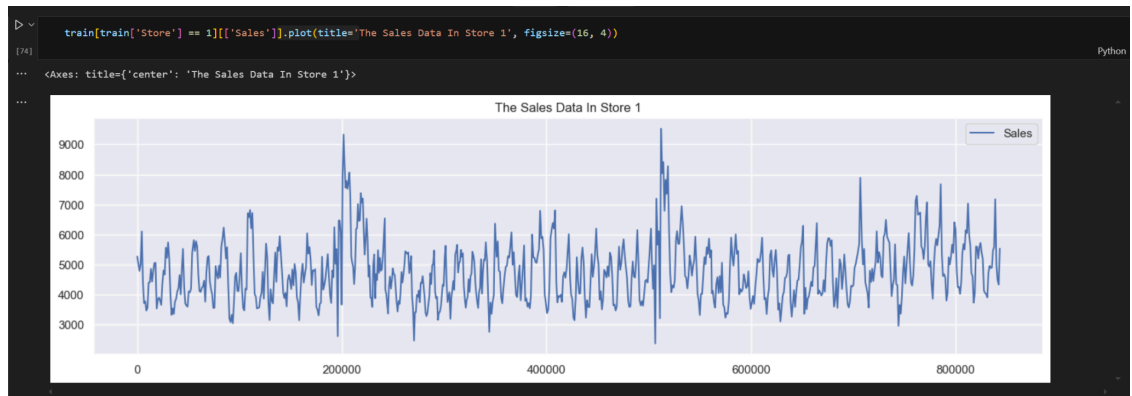 train[train['Store'] == 1][['Sales']].plot(title='The Sales Data In Store 1', figsize=(16, 4))
[74]
Python
... <Axes: title={'center': 'The Sales Data In Store 1'}>
...
The Sales Data In Store 1
Sales
9000
8000
7000
6000
5000
4000
3000
0 200000 400000 600000 800000